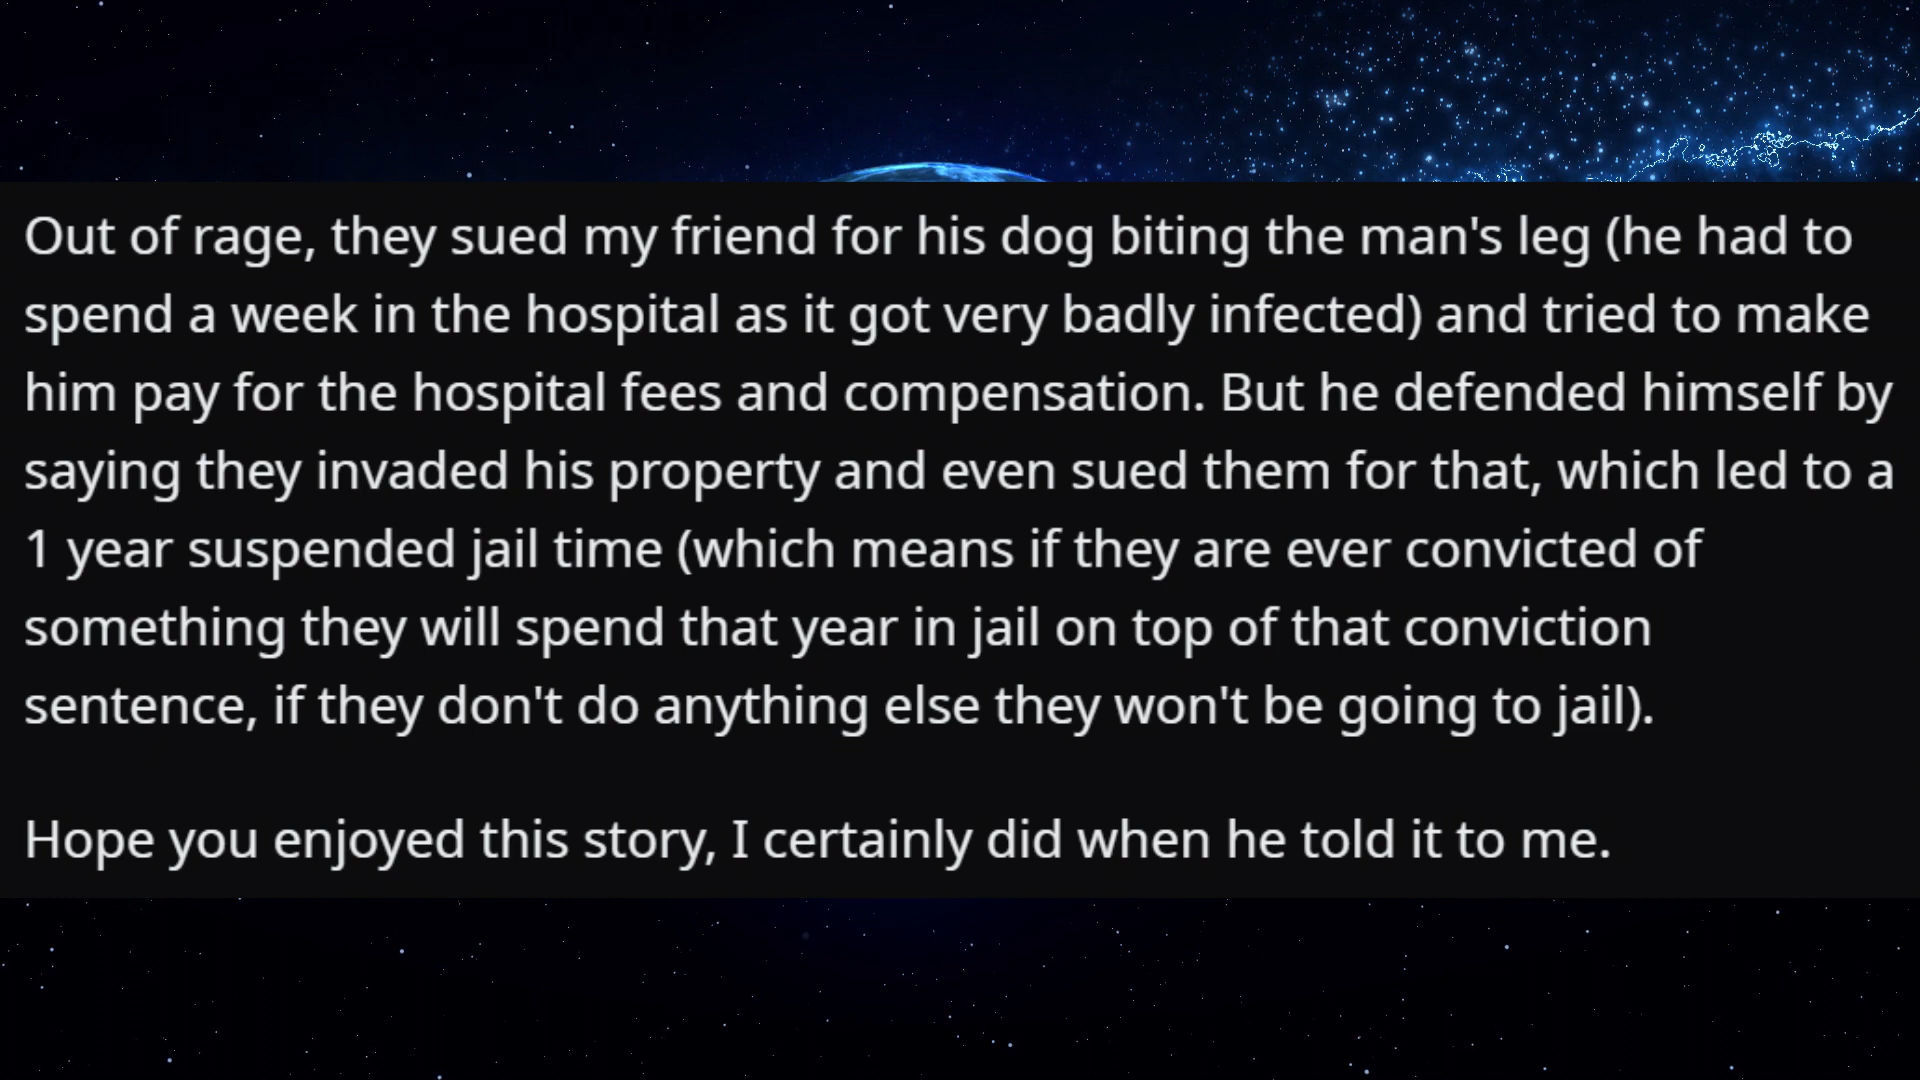 Out of rage, they sued my friend for his dog biting the man's leg (he had to
spend a week in the hospital as it got very badly infected) and tried to make
him pay for the hospital fees and compensation. But he defended himself by
saying they invaded his property and even sued them for that, which led to a
1 year suspended jail time (which means if they are ever convicted of
something they will spend that year in jail on top of that conviction
sentence, if they don't do anything else they won't be going to jail).
Hope you enjoyed this story, I certainly did when he told it to me.